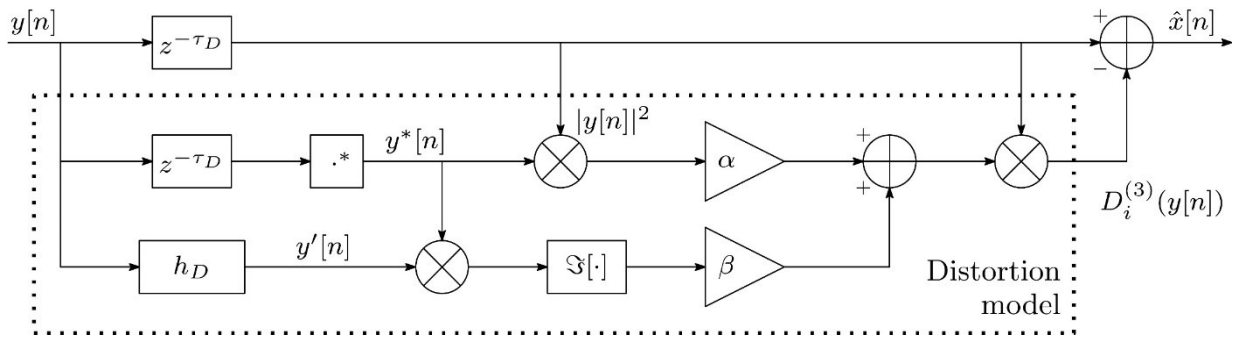 y[n] z^{-τ_D} + x̂[n]
−
|y[n]|^2
z^{-τ_D} ·* y*[n] α +
+
D_i^{(3)}(y[n])
h_D y′[n] ℑ[·] β
Distortion
model